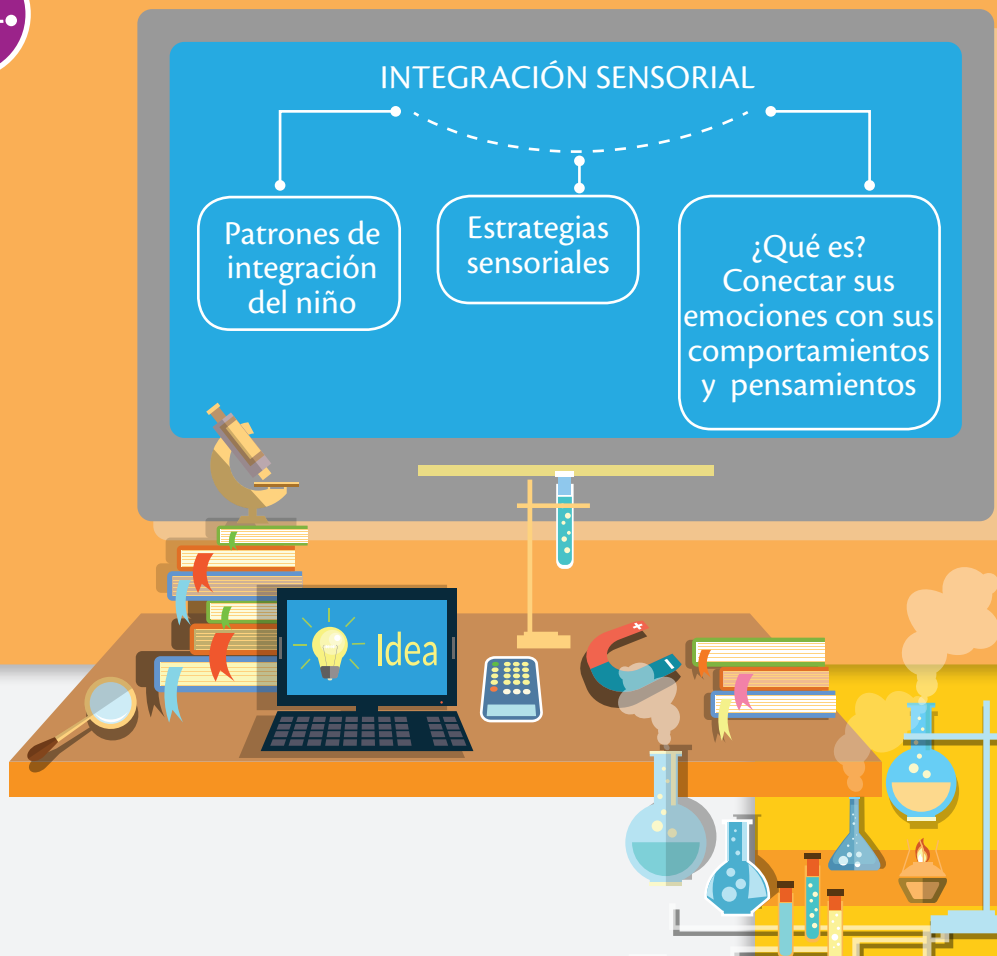 INTEGRACIÓN SENSORIAL
Patrones de
integración
del niño
Estrategias
sensoriales
¿Qué es?
Conectar sus
emociones con sus
comportamientos
y pensamientos
Idea